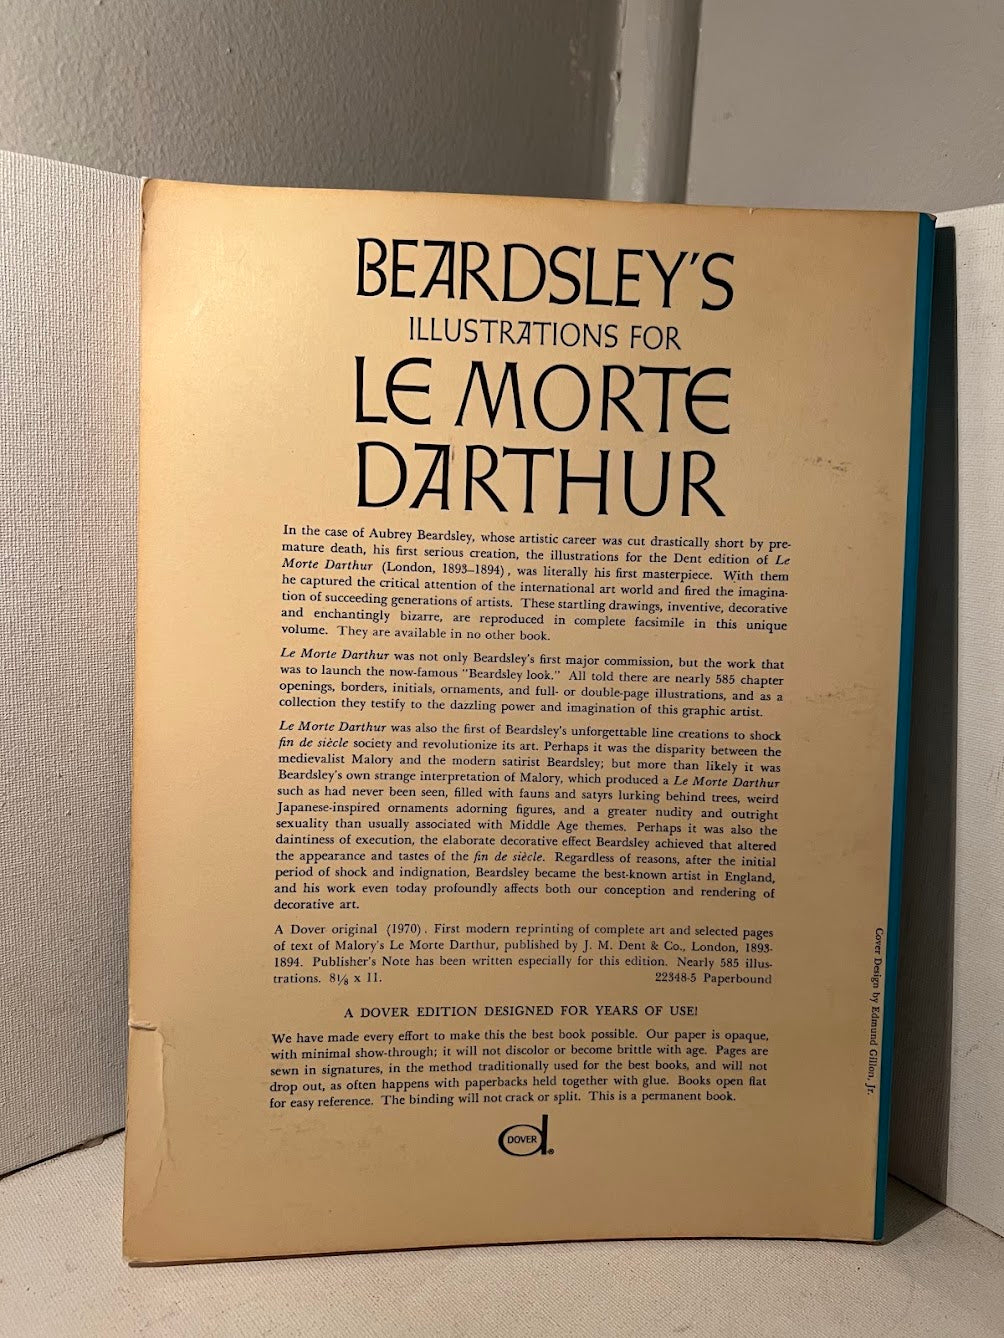 BEARDSLEY'S
ILLUSTRATIONS FOR
LE MORTE
DARTHUR
In the case of Aubrey Beardsley, whose artistic career was cut drastically short by pre-
mature death, his first serious creation, the illustrations for the Dent edition of Le
Morte Darthur (London, 1893–1894), was literally his first masterpiece. With them
he captured the critical attention of the international art world and fired the imagina-
tion of succeeding generations of artists. These startling drawings, inventive, decorative
and enchantingly bizarre, are reproduced in complete facsimile in this unique
volume. They are available in no other book.
Le Morte Darthur was not only Beardsley's first major commission, but the work that
was to launch the now-famous "Beardsley look." All told there are nearly 585 chapter
openings, borders, initials, ornaments, and full- or double-page illustrations, and as a
collection they testify to the dazzling power and imagination of this graphic artist.
Le Morte Darthur was also the first of Beardsley's unforgettable line creations to shock
fin de siècle society and revolutionize its art. Perhaps it was the disparity between the
medievalist Malory and the modern satirist Beardsley; but more than likely it was
Beardsley's own strange interpretation of Malory, which produced a Le Morte Darthur
such as had never been seen, filled with fauns and satyrs lurking behind trees, weird
Japanese-inspired ornaments adorning figures, and a greater nudity and outright
sexuality than usually associated with Middle Age themes. Perhaps it was also the
daintiness of execution, the elaborate decorative effect Beardsley achieved that altered
the appearance and tastes of the fin de siècle. Regardless of reasons, after the initial
period of shock and indignation, Beardsley became the best-known artist in England,
and his work even today profoundly affects both our conception and rendering of
decorative art.
A Dover original (1970). First modern reprinting of complete art and selected pages
of text of Malory's Le Morte Darthur, published by J. M. Dent & Co., London, 1893-
1894. Publisher's Note has been written especially for this edition. Nearly 585 illus-
trations. 8⅛ x 11. 22348-5 Paperbound
A DOVER EDITION DESIGNED FOR YEARS OF USE!
We have made every effort to make this the best book possible. Our paper is opaque,
with minimal show-through; it will not discolor or become brittle with age. Pages are
sewn in signatures, in the method traditionally used for the best books, and will not
drop out, as often happens with paperbacks held together with glue. Books open flat
for easy reference. The binding will not crack or split. This is a permanent book.
DOVER
d®
Cover Design by Edmund Gillon, Jr.